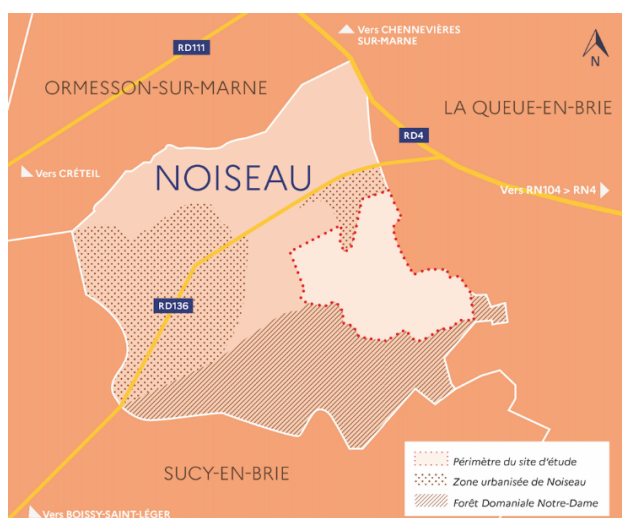 Vers CHENNEVIÈRES
SUR-MARNE
RD111
N
ORMESSON-SUR-MARNE
LA QUEUE-EN-BRIE
RD4
Vers CRÉTEIL
NOISEAU
Vers RN104 > RN4
RD136
SUCY-EN-BRIE
Périmètre du site d'étude
Zone urbanisée de Noiseau
Forêt Domaniale Notre-Dame
Vers BOISSY-SAINT-LÉGER